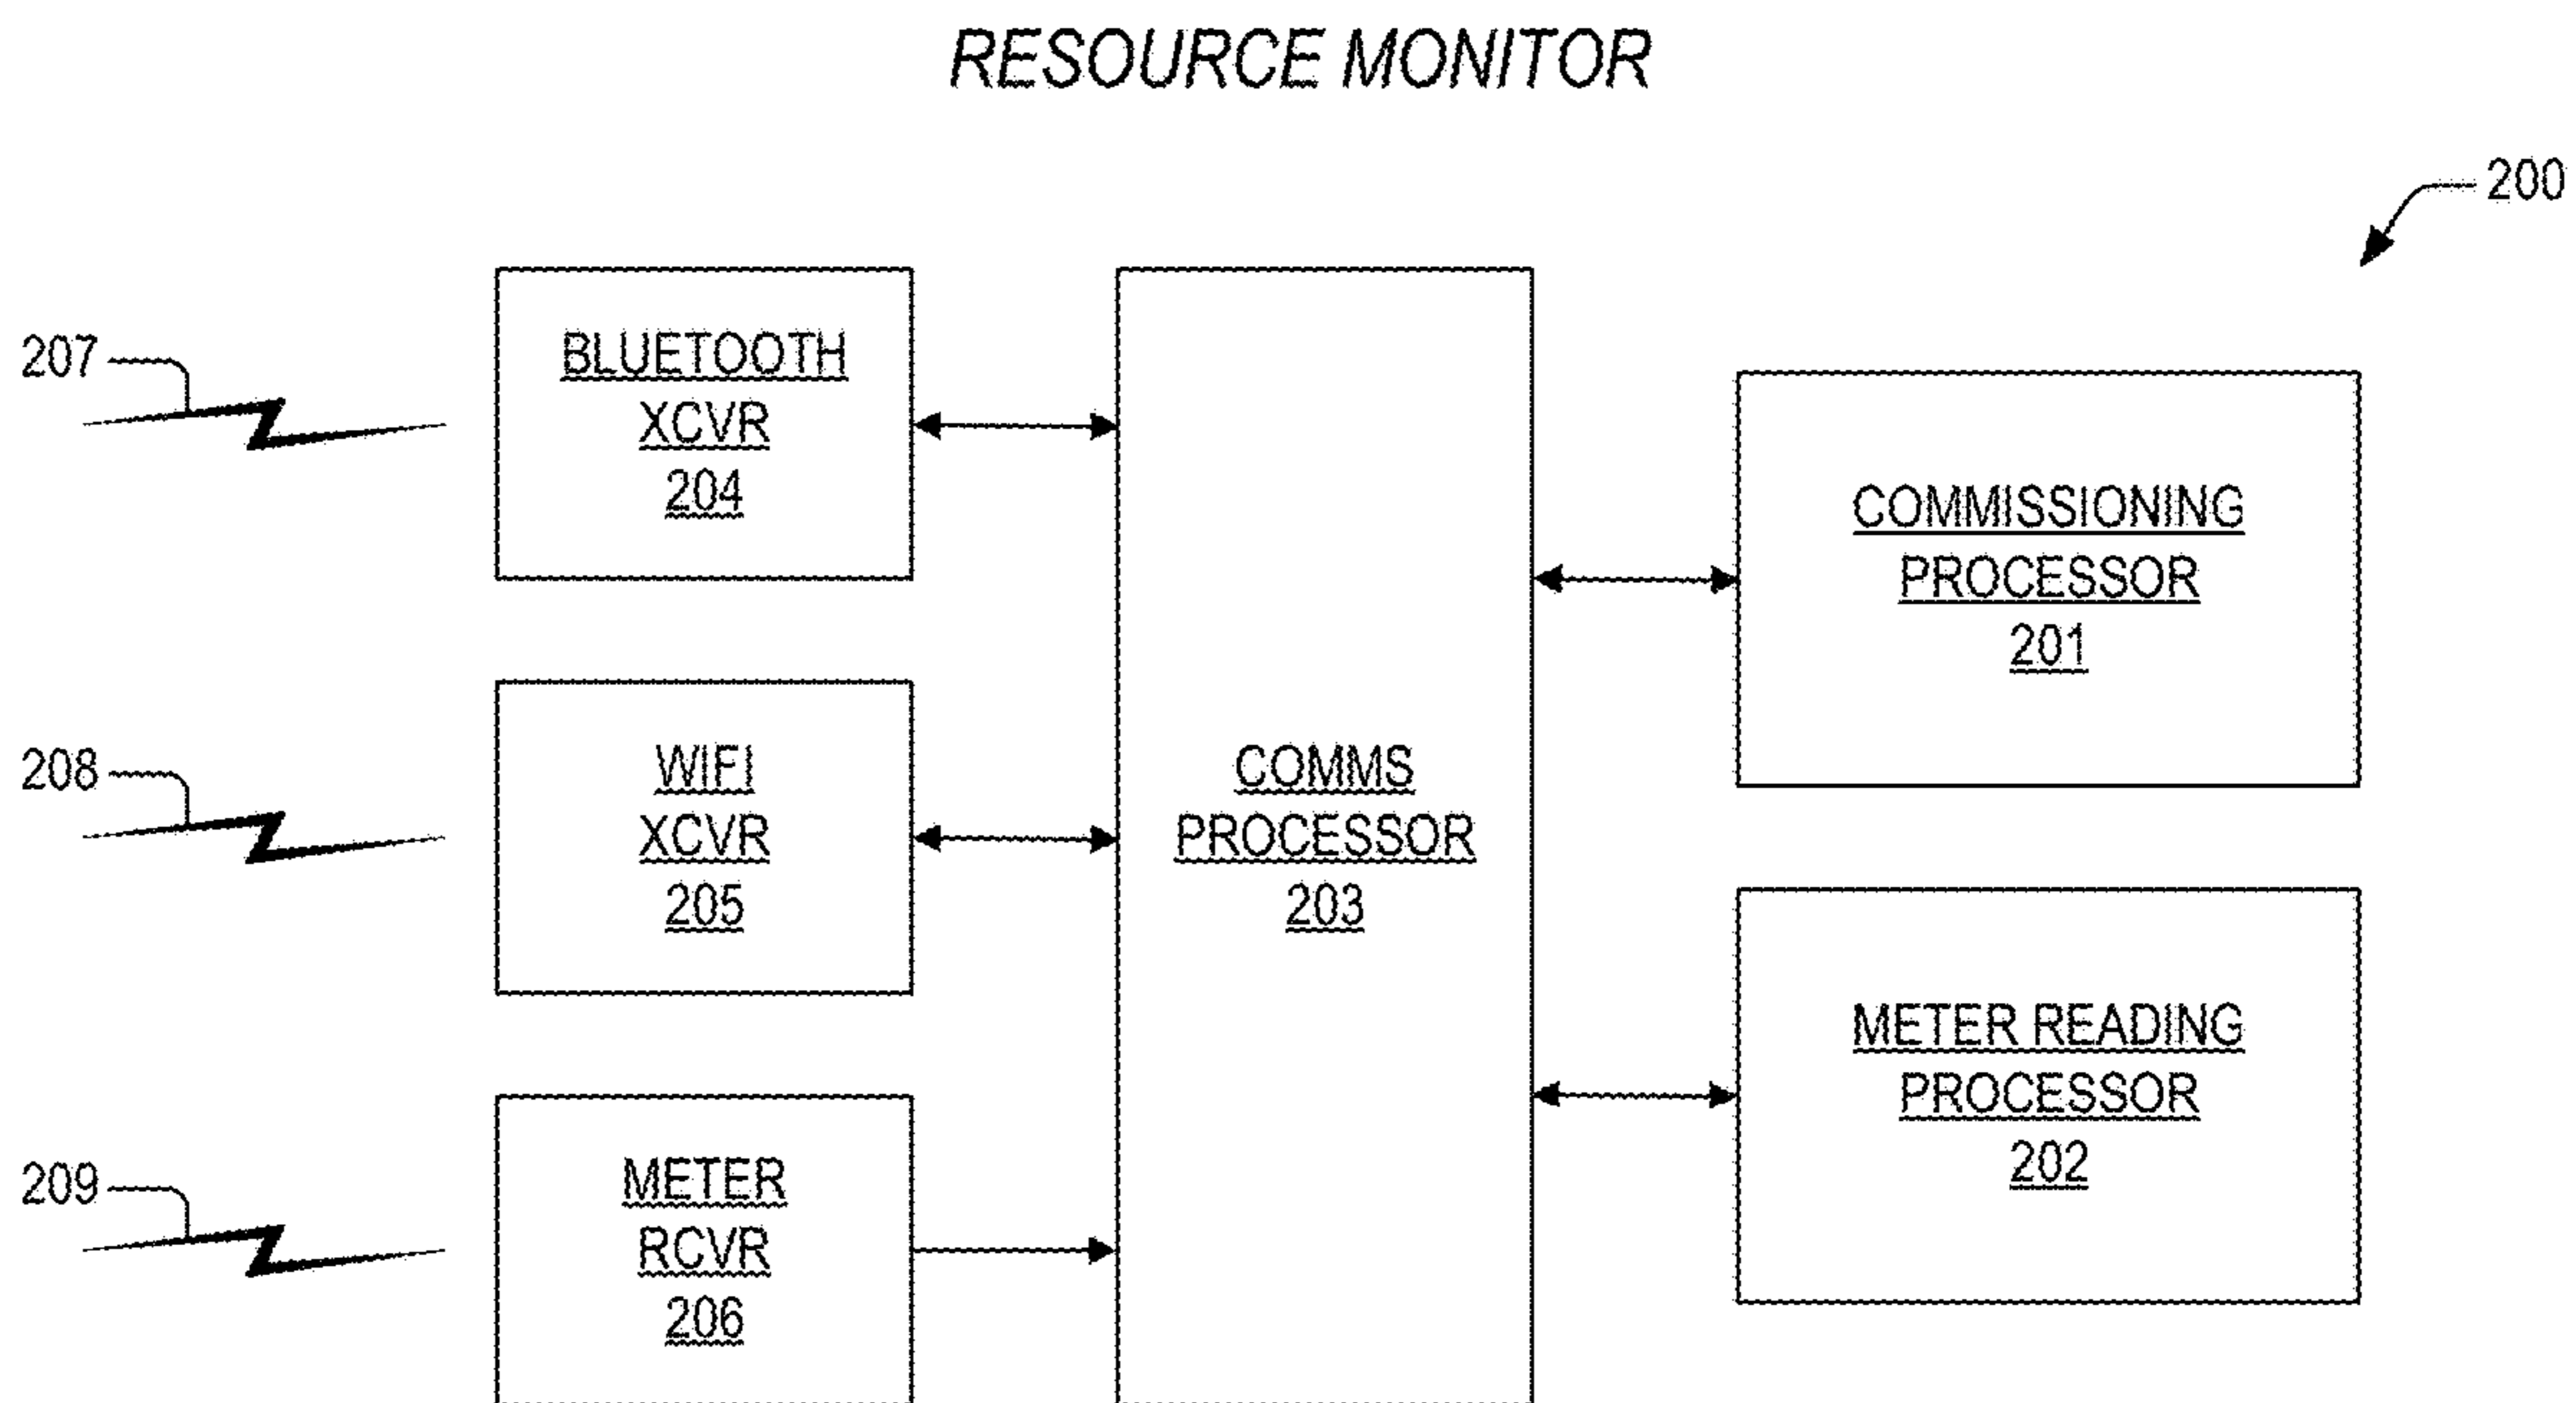 RESOURCE MONITOR
200
207
BLUETOOTH
XCVR
204
COMMISSIONING
PROCESSOR
201
208
WIFI
XCVR
205
COMMS
PROCESSOR
203
METER READING
PROCESSOR
202
209
METER
RCVR
206